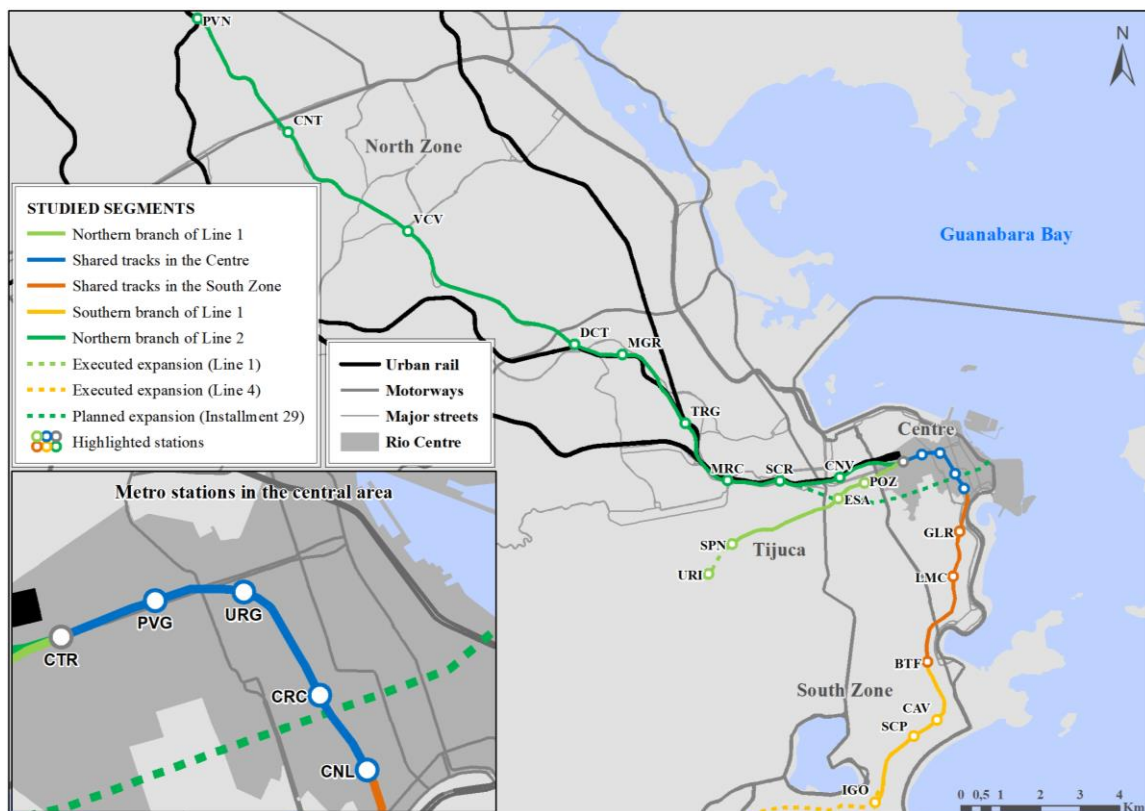 PVN
N
CNT
North Zone
VCV
Guanabara Bay
STUDIED SEGMENTS
Northern branch of Line 1
Shared tracks in the Centre
Shared tracks in the South Zone
Southern branch of Line 1
Northern branch of Line 2
Executed expansion (Line 1)
Executed expansion (Line 4)
Planned expansion (Installment 29)
Highlighted stations
Urban rail
Motorways
Major streets
Rio Centre
DCT
MGR
TRG
Centre
MRC
SCR
CNV
POZ
ESA
SPN
Tijuca
URI
GLR
LMC
BTF
South Zone
CAV
SCP
IGO
0 0,5 1 2 3 4
Km
Metro stations in the central area
PVG
URG
CTR
CRC
CNL